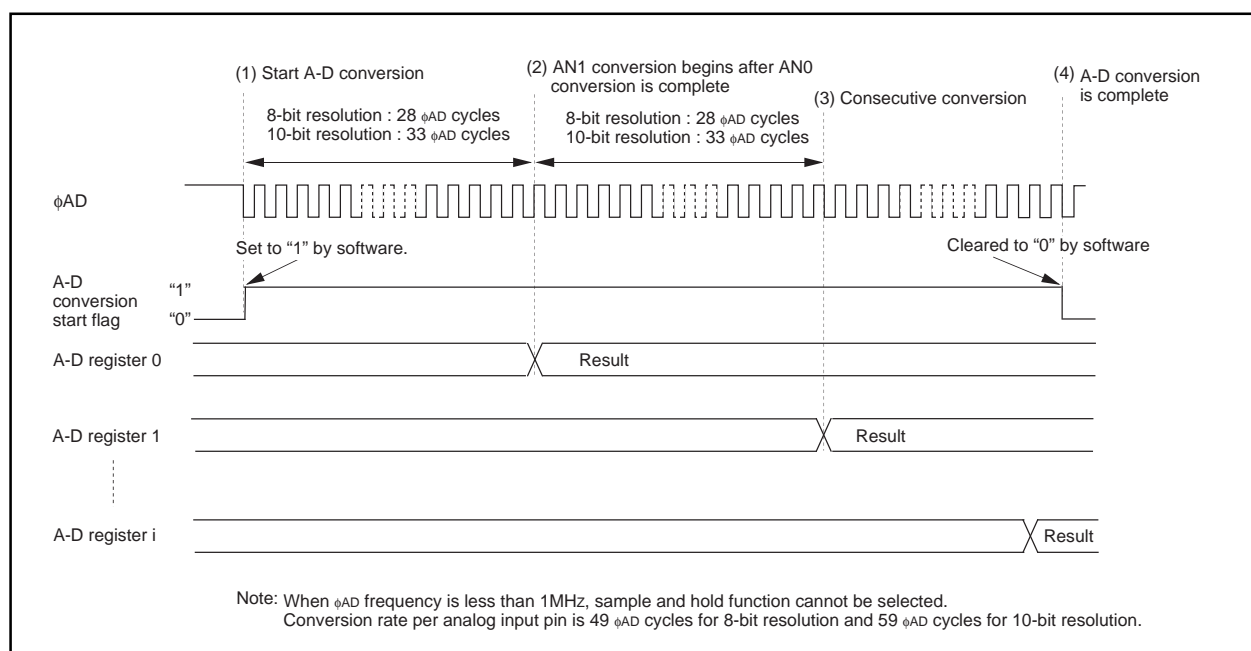 (1) Start A-D conversion
(2) AN1 conversion begins after AN0
conversion is complete
(3) Consecutive conversion
(4) A-D conversion
is complete
8-bit resolution : 28 ϕAD cycles
10-bit resolution : 33 ϕAD cycles
8-bit resolution : 28 ϕAD cycles
10-bit resolution : 33 ϕAD cycles
ϕAD
Set to “1” by software.
Cleared to “0” by software
A-D
conversion
start flag
“1”
“0”
A-D register 0
Result
A-D register 1
Result
A-D register i
Result
Note: When ϕAD frequency is less than 1MHz, sample and hold function cannot be selected.
Conversion rate per analog input pin is 49 ϕAD cycles for 8-bit resolution and 59 ϕAD cycles for 10-bit resolution.